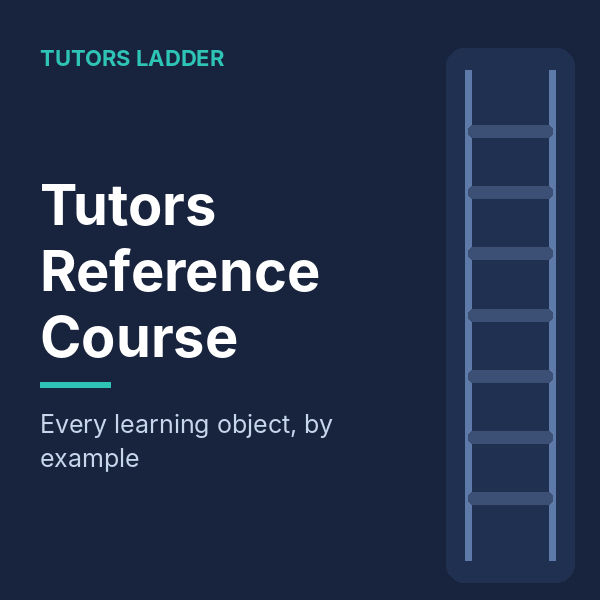 TUTORS LADDER
Tutors
Reference
Course
Every learning object, by
example